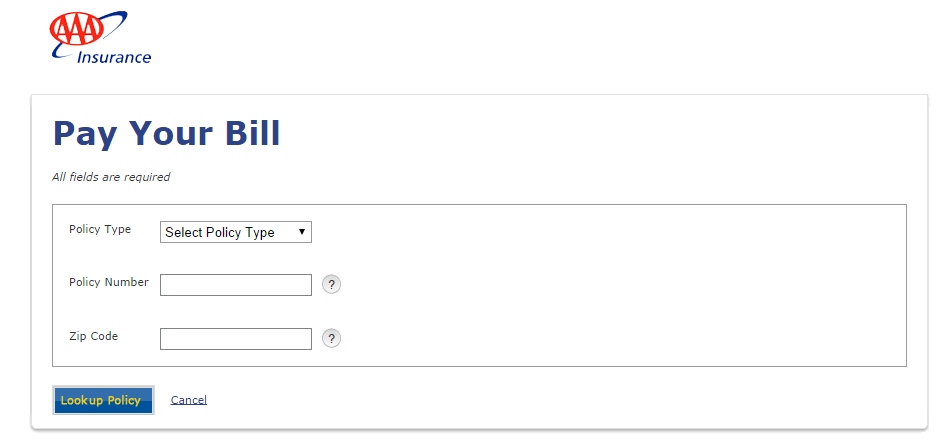 AAA
Insurance
Pay Your Bill
All fields are required
Policy Type Select Policy Type
Policy Number ?
Zip Code ?
Lookup Policy Cancel